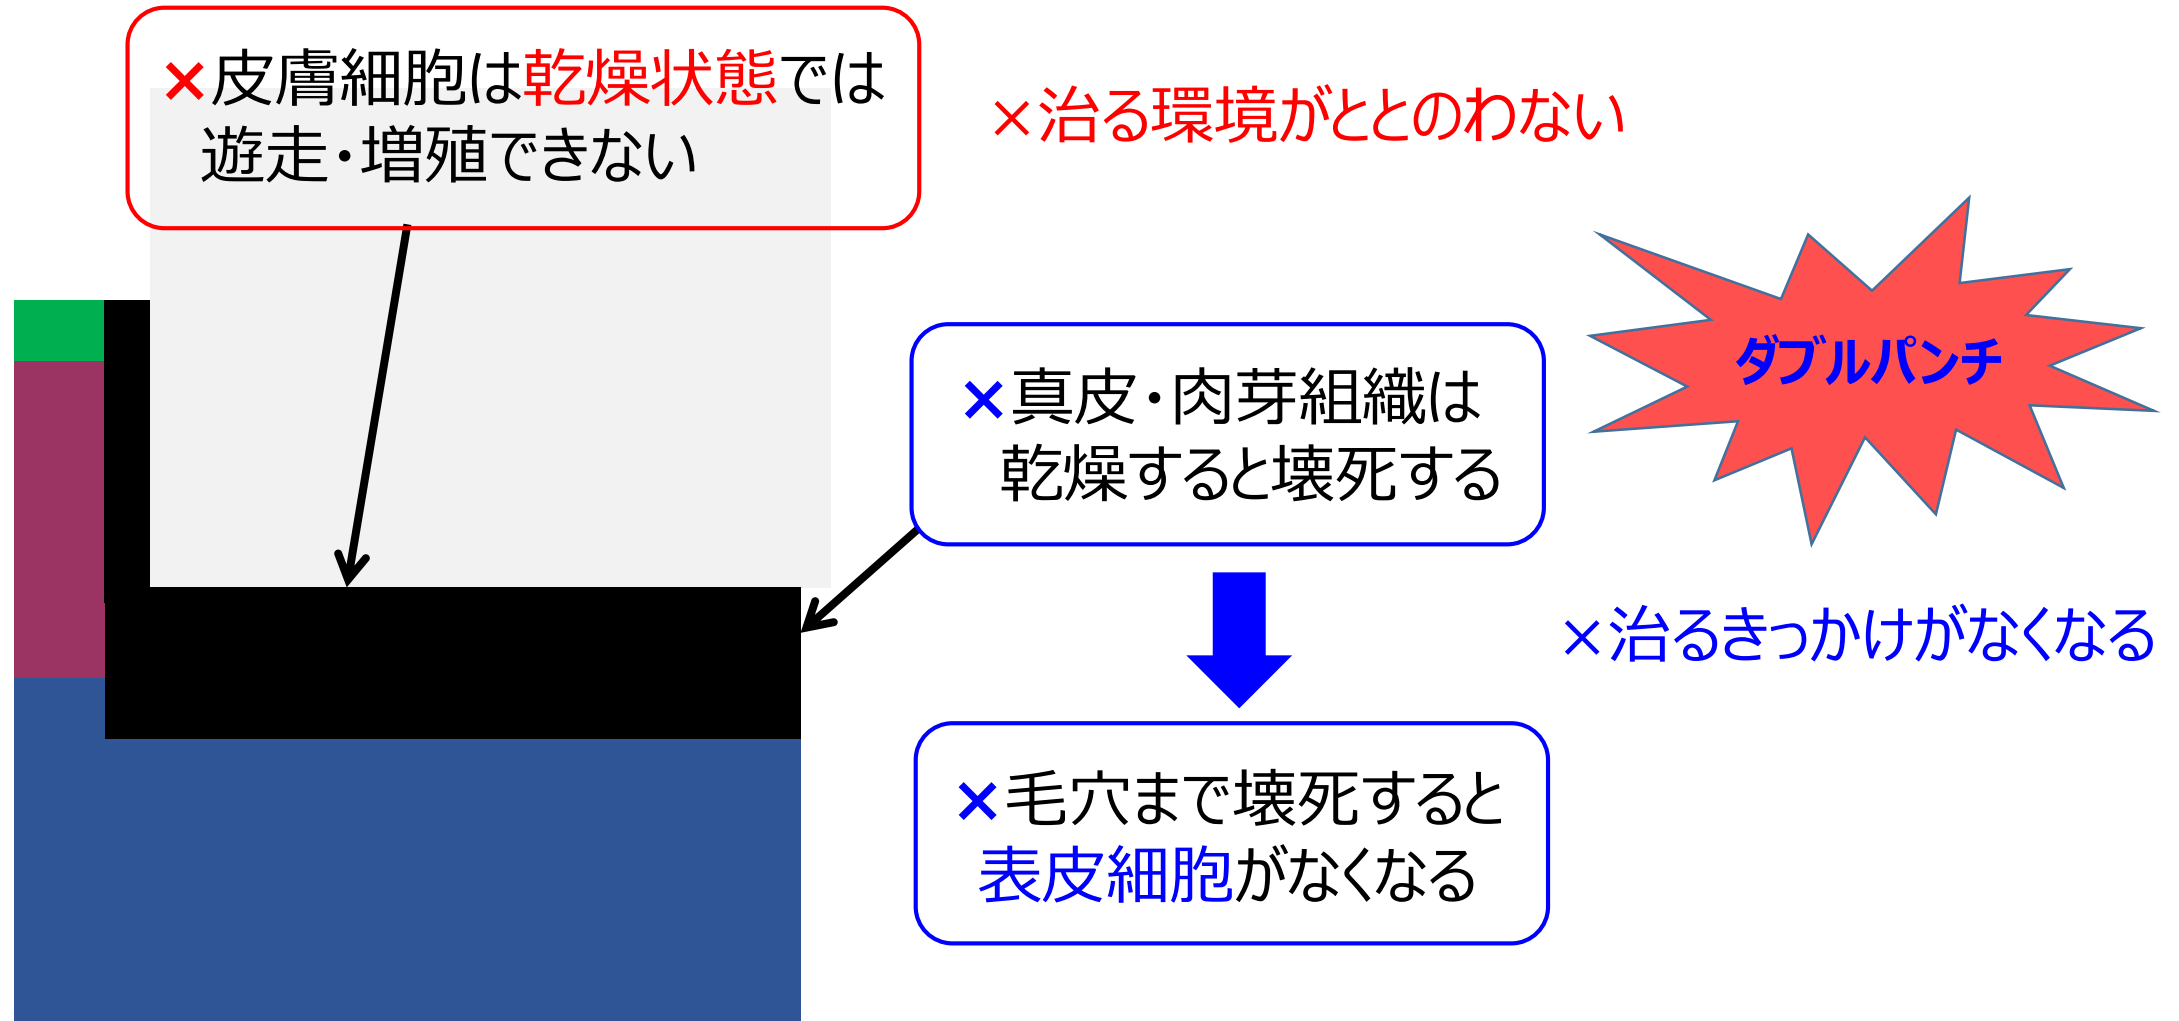 ×皮膚細胞は乾燥状態では
遊走・増殖できない
×治る環境がととのわない
×真皮・肉芽組織は
乾燥すると壊死する
ダブルパンチ
×治るきっかけがなくなる
×毛穴まで壊死すると
表皮細胞がなくなる